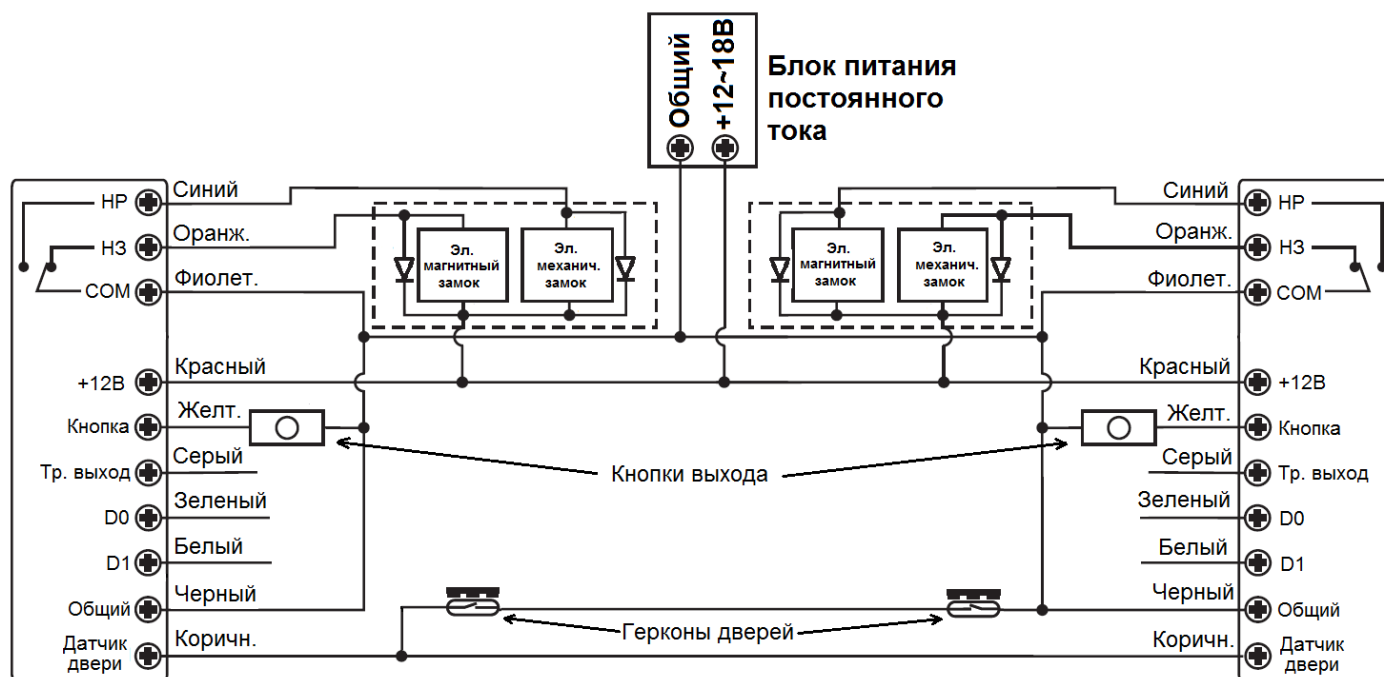 Общий
+12~18В
Блок питания
постоянного
тока
НР
Синий
НЗ
Оранж.
COM
Фиолет.
Эл.
магнитный
замок
Эл.
механич.
замок
Эл.
магнитный
замок
Эл.
механич.
замок
Синий
НР
Оранж.
НЗ
Фиолет.
COM
+12В
Красный
Красный
+12В
Кнопка
Желт.
Желт.
Кнопка
Тр. выход
Серый
Кнопки выхода
Серый
Тр. выход
D0
Зеленый
Зеленый
D0
D1
Белый
Белый
D1
Общий
Черный
Черный
Общий
Герконы дверей
Датчик
двери
Коричн.
Коричн.
Датчик
двери